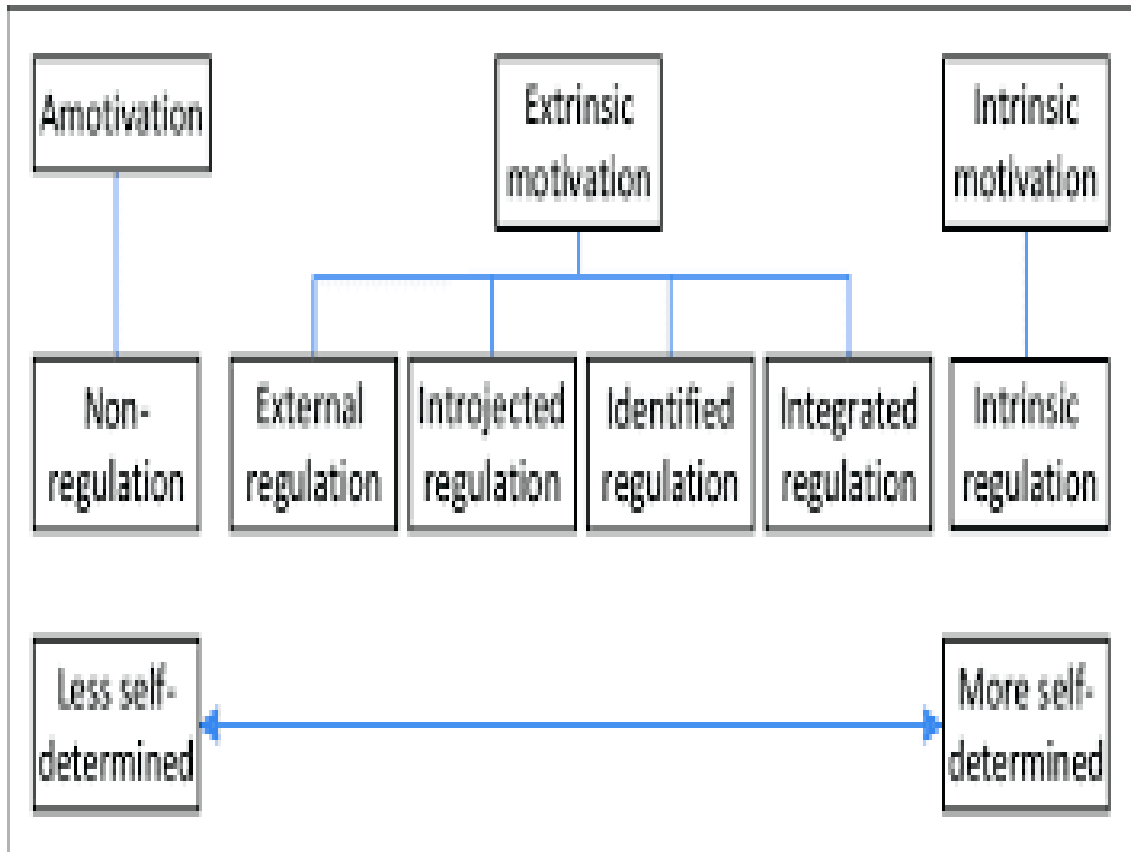 Amotivation
Extrinsic
motivation
Intrinsic
motivation
Non-
regulation
External
regulation
Introjected
regulation
Identified
regulation
Integrated
regulation
Intrinsic
regulation
Less self-
determined
More self-
determined